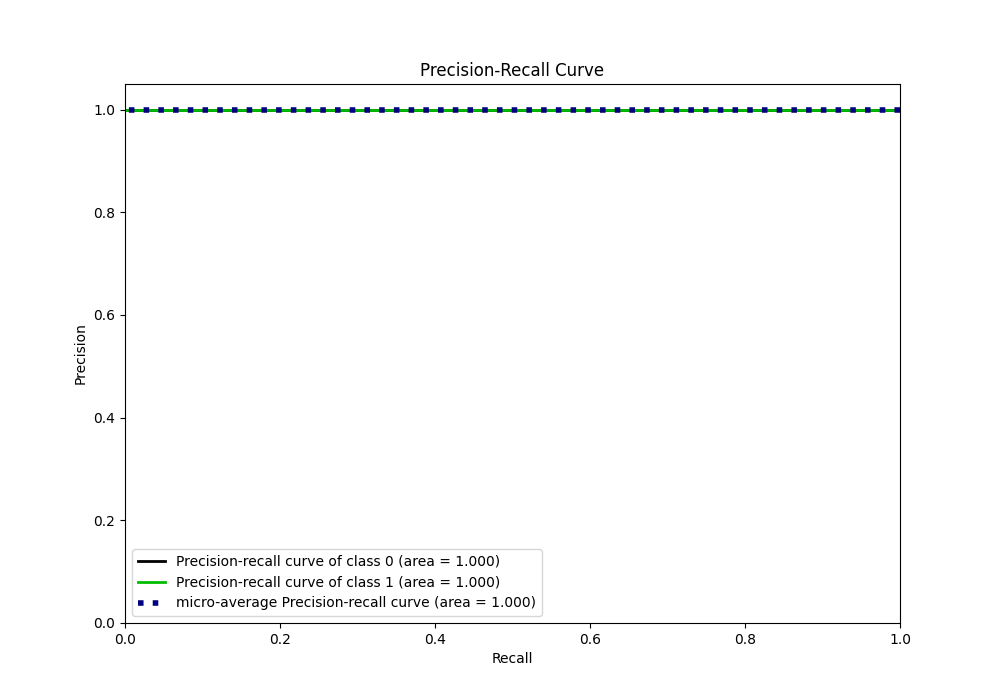 Precision-Recall Curve
1.0
0.8
0.6
0.4
0.2
0.0
Precision
Precision-recall curve of class 0 (area = 1.000)
Precision-recall curve of class 1 (area = 1.000)
micro-average Precision-recall curve (area = 1.000)
0.0 0.2 0.4 0.6 0.8 1.0
Recall